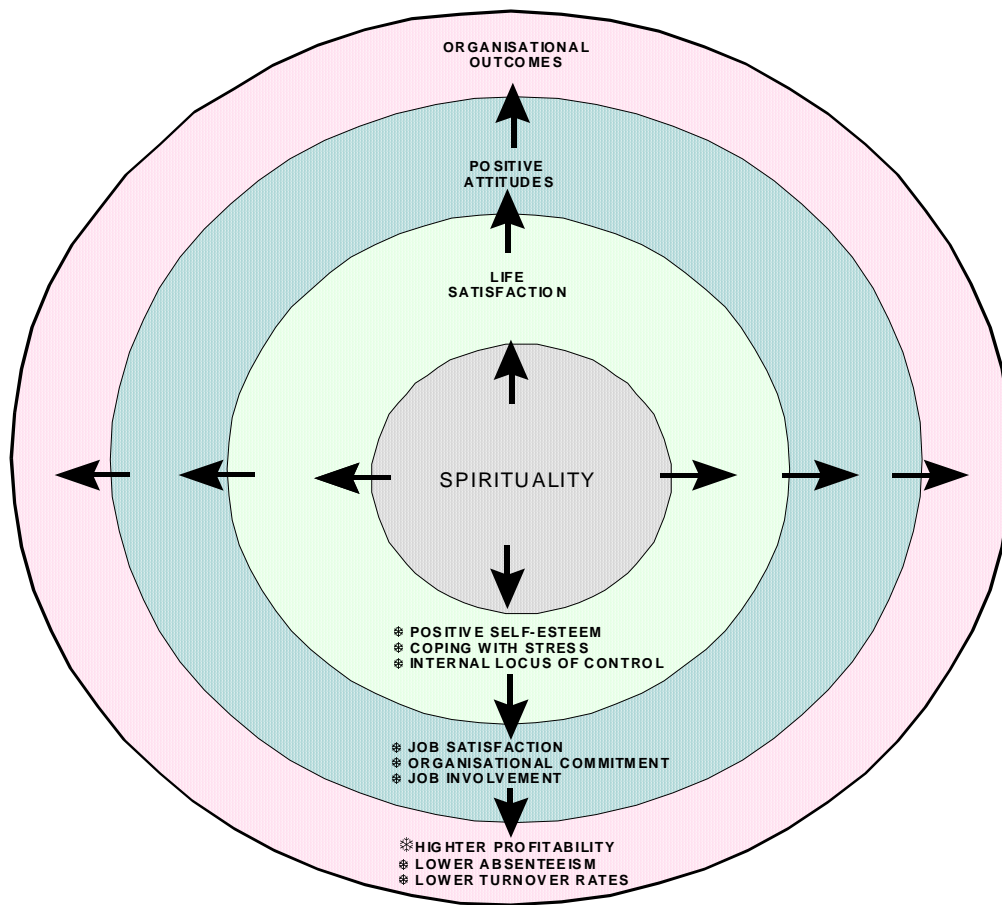 ORGANISATIONAL
OUTCOMES
POSITIVE
ATTITUDES
LIFE
SATISFACTION
SPIRITUALITY
❄ POSITIVE SELF-ESTEEM
❄ COPING WITH STRESS
❄ INTERNAL LOCUS OF CONTROL
❄ JOB SATISFACTION
❄ ORGANISATIONAL COMMITMENT
❄ JOB INVOLVEMENT
❄ HIGHTER PROFITABILITY
❄ LOWER ABSENTEEISM
❄ LOWER TURNOVER RATES